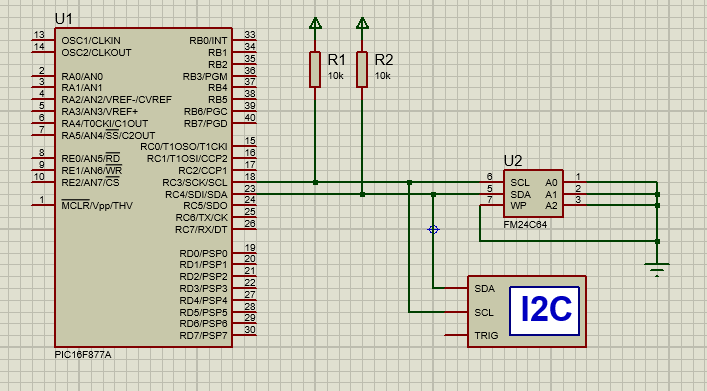 U1
13 OSC1/CLKIN RB0/INT 33
14 OSC2/CLKOUT RB1 34
RB2 35
2 RA0/AN0 RB3/PGM 36
3 RA1/AN1 RB4 37
4 RA2/AN2/VREF-/CVREF RB5 38
5 RA3/AN3/VREF+ RB6/PGC 39
6 RA4/T0CKI/C1OUT RB7/PGD 40
7 RA5/AN4/SS/C2OUT
RC0/T1OSO/T1CKI 15
8 RE0/AN5/RD RC1/T1OSI/CCP2 16
9 RE1/AN6/WR RC2/CCP1 17
10 RE2/AN7/CS RC3/SCK/SCL 18
RC4/SDI/SDA 23
1 MCLR/Vpp/THV RC5/SDO 24
RC6/TX/CK 25
RC7/RX/DT 26
RD0/PSP0 19
RD1/PSP1 20
RD2/PSP2 21
RD3/PSP3 22
RD4/PSP4 27
RD5/PSP5 28
RD6/PSP6 29
RD7/PSP7 30
PIC16F877A
R1
10k
R2
10k
U2
6 SCL A0 1
5 SDA A1 2
7 WP A2 3
FM24C64
SDA
SCL
TRIG
I2C